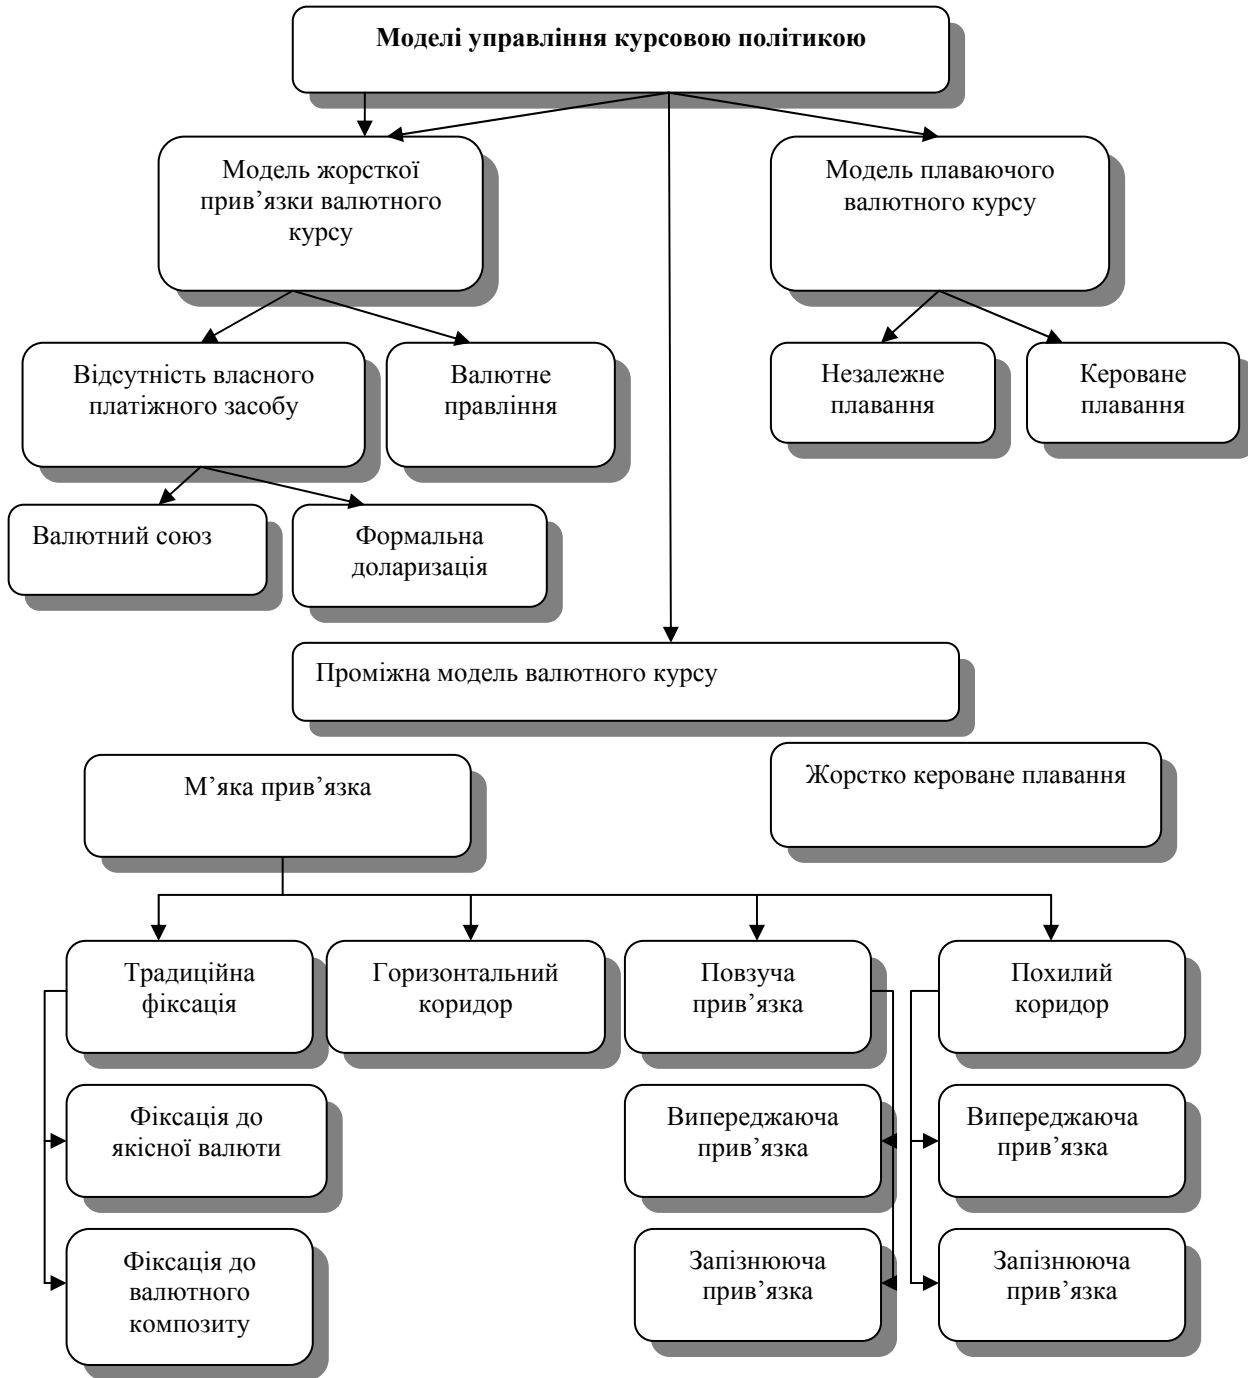 Моделі управління курсовою політикою
Модель жорсткої
прив’язки валютного
курсу
Модель плаваючого
валютного курсу
Відсутність власного
платіжного засобу
Валютне
правління
Незалежне
плавання
Кероване
плавання
Валютний союз
Формальна
доларизація
Проміжна модель валютного курсу
М’яка прив’язка
Жорстко кероване плавання
Традиційна
фіксація
Горизонтальний
коридор
Повзуча
прив’язка
Похилий
коридор
Фіксація до
якісної валюти
Випереджаюча
прив’язка
Випереджаюча
прив’язка
Фіксація до
валютного
композиту
Запізнююча
прив’язка
Запізнююча
прив’язка